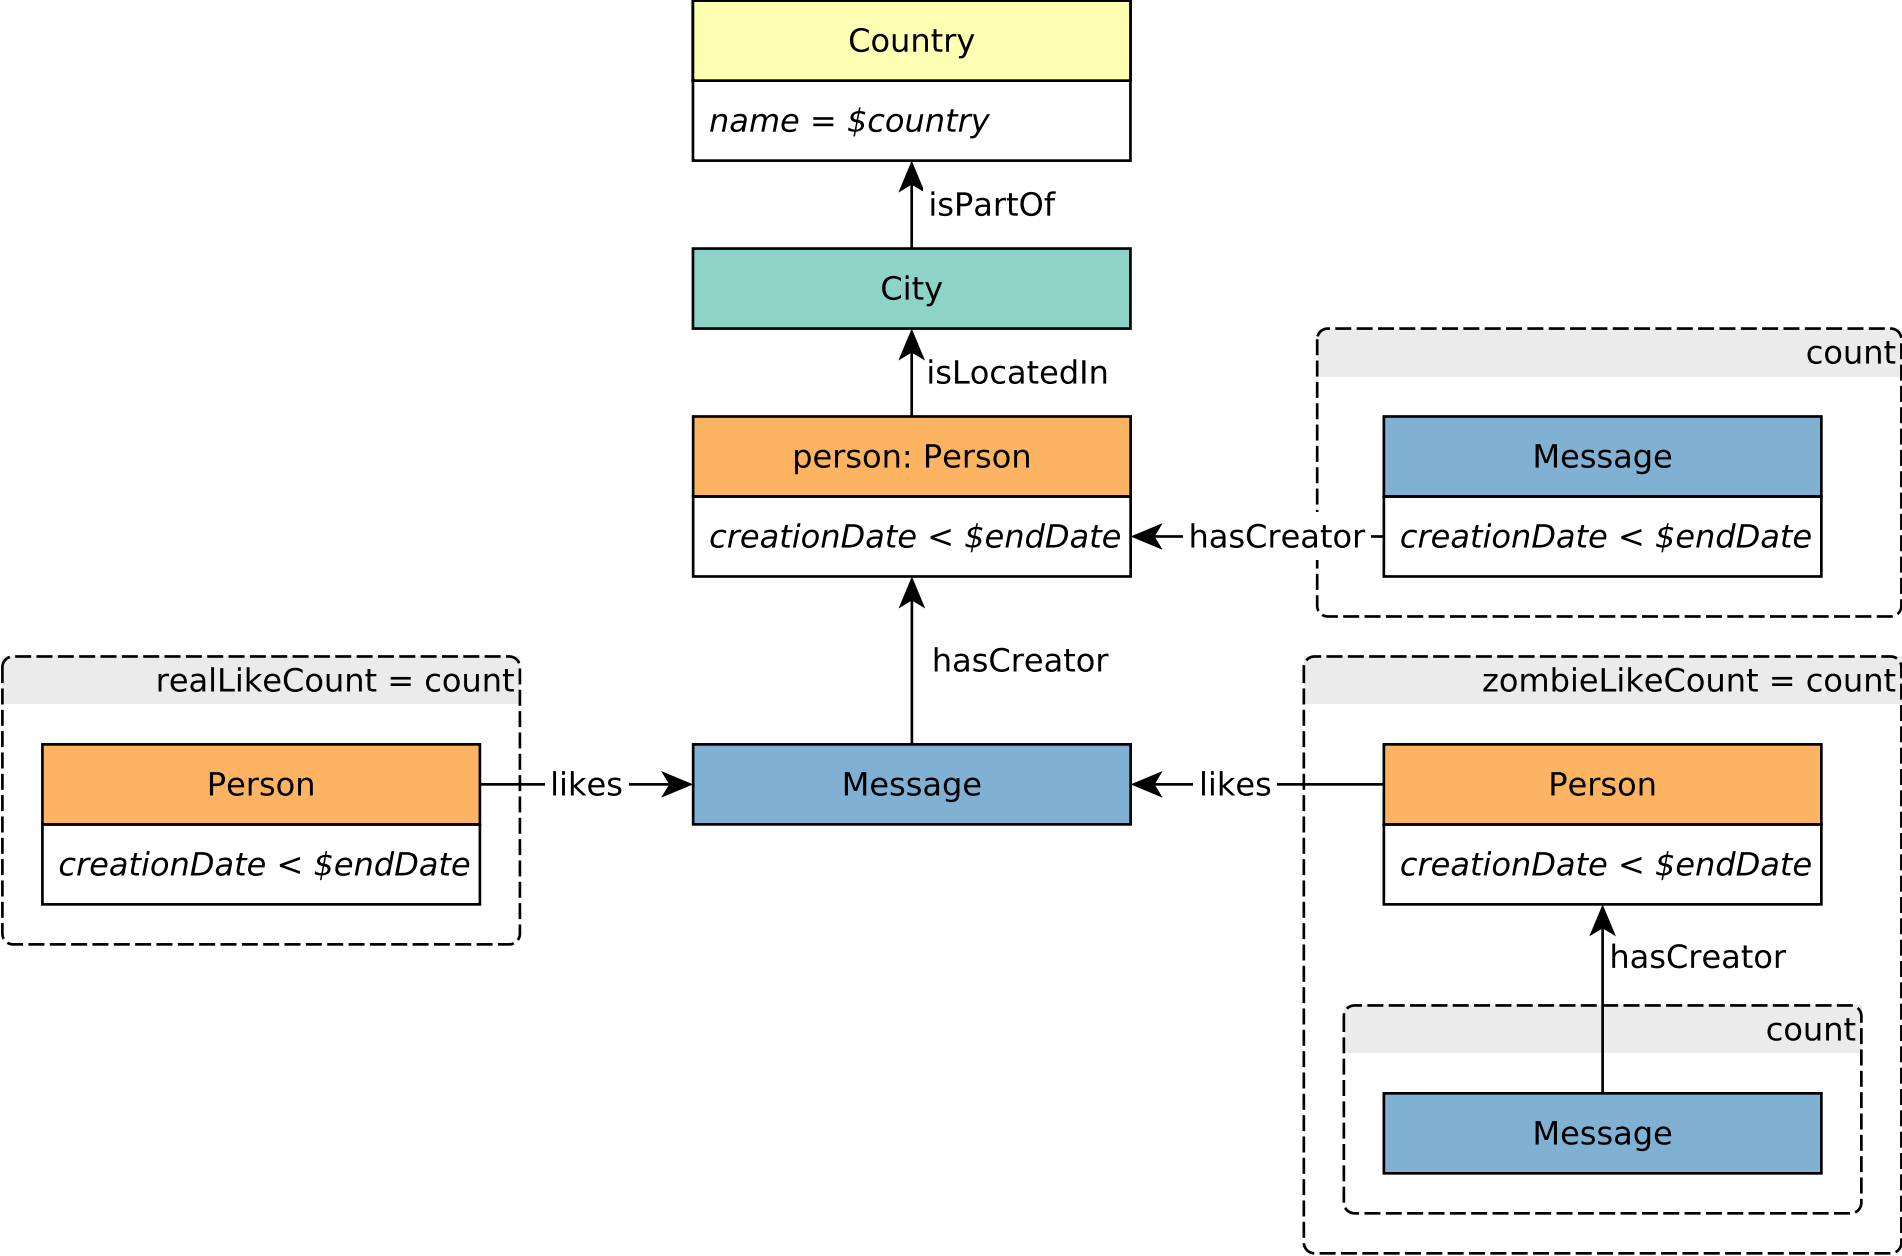 Country
name = $country
isPartOf
City
isLocatedIn
count
person: Person
Message
creationDate < $endDate
hasCreator
creationDate < $endDate
hasCreator
realLikeCount = count
zombieLikeCount = count
Person
likes
Message
likes
Person
creationDate < $endDate
creationDate < $endDate
hasCreator
count
Message